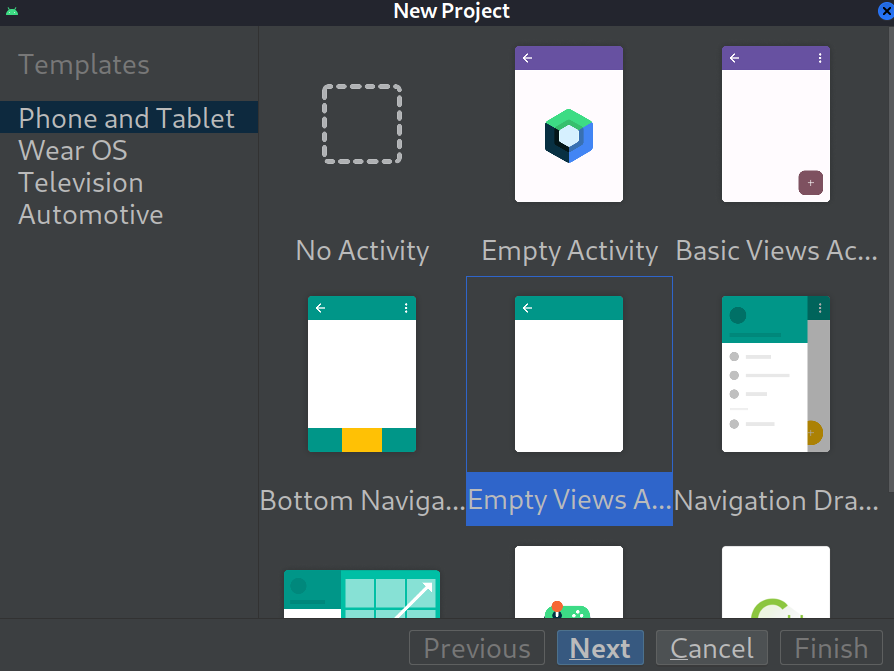 New Project
Templates
Phone and Tablet
Wear OS
Television
Automotive
No Activity
Empty Activity
Basic Views Ac...
Bottom Naviga...
Empty Views A...
Navigation Dra...
Previous
Next
Cancel
Finish